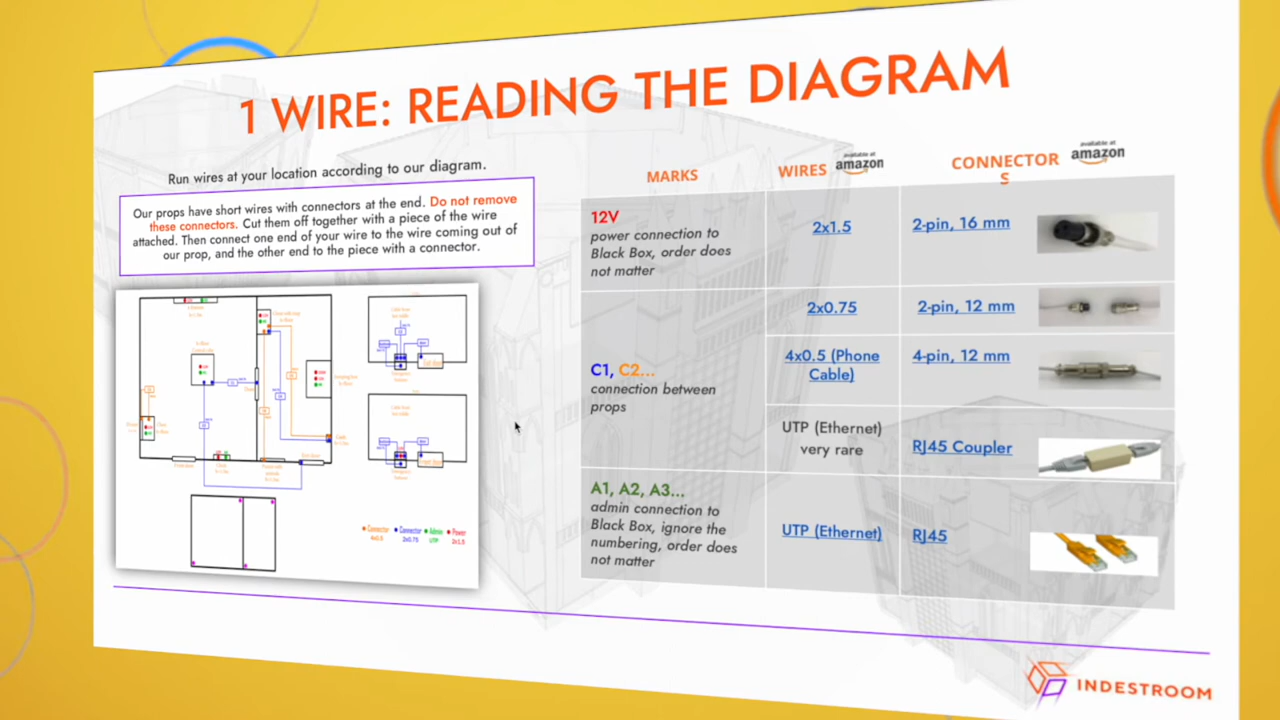 1 WIRE: READING THE DIAGRAM
Run wires at your location according to our diagram.
Our props have short wires with connectors at the end. Do not remove
these connectors. Cut them off together with a piece of the wire
attached. Then connect one end of your wire to the wire coming out of
our prop, and the other end to the piece with a connector.
Connector
4x0.5
Connector
2x0.75
Admin
UTP
Power
2x1.5
MARKS
WIRES
available at
amazon
CONNECTOR
S
available at
amazon
12V
power connection to
Black Box, order does
not matter
2x1.5
2-pin, 16 mm
C1, C2...
connection between
props
2x0.75
2-pin, 12 mm
4x0.5 (Phone
Cable)
4-pin, 12 mm
UTP (Ethernet)
very rare
RJ45 Coupler
A1, A2, A3...
admin connection to
Black Box, ignore the
numbering, order does
not matter
UTP (Ethernet)
RJ45
INDESTROOM